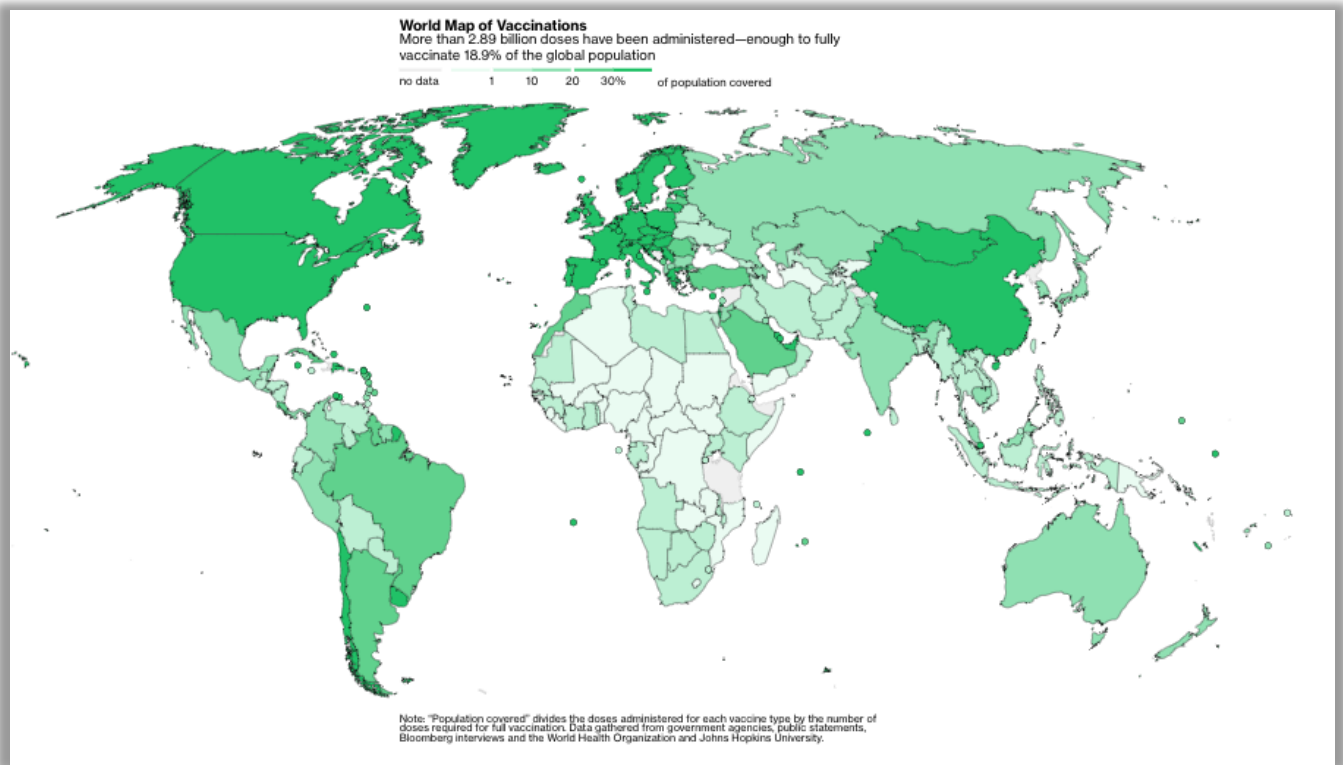 World Map of Vaccinations
More than 2.89 billion doses have been administered—enough to fully
vaccinate 18.9% of the global population
no data 1 10 20 30% of population covered
Note: "Population covered" divides the doses administered for each vaccine type by the number of
doses required for full vaccination. Data gathered from government agencies, public statements,
Bloomberg interviews and the World Health Organization and Johns Hopkins University.